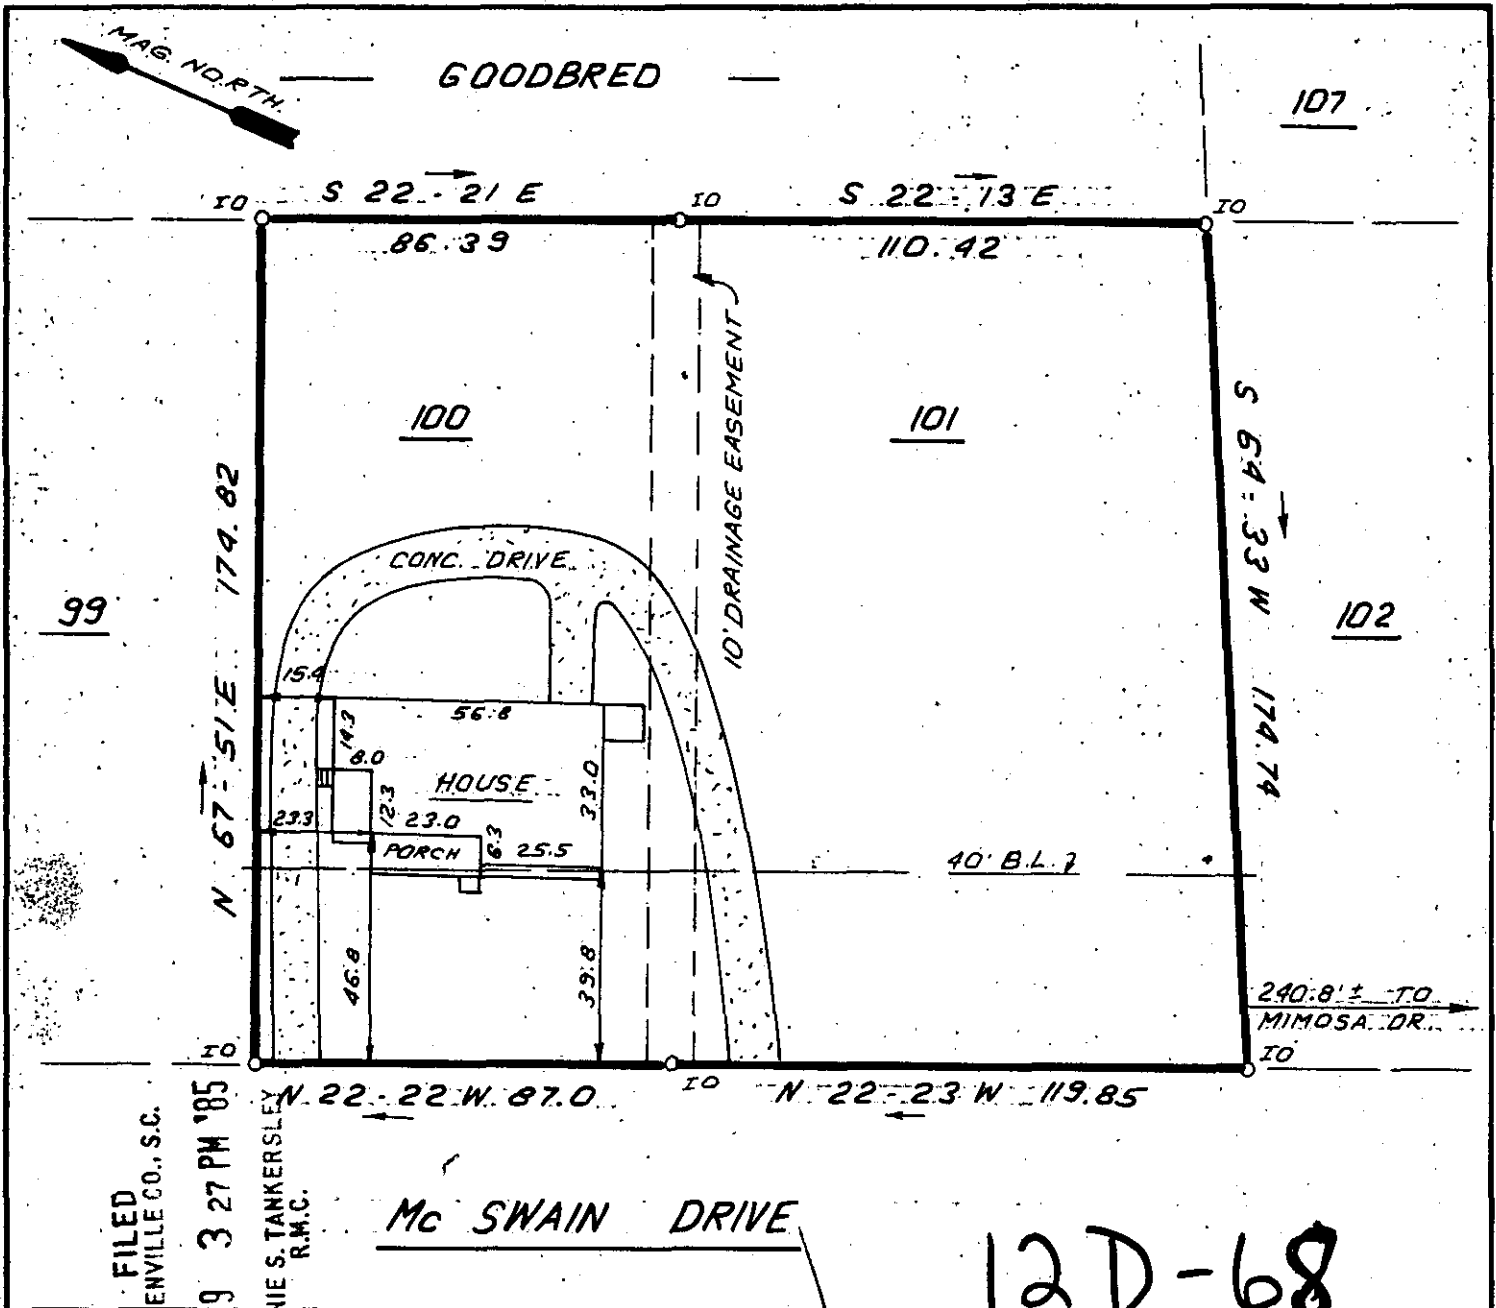 MAG. NORTH.
GOODBRED
107
S 22-21 E
S 22-13 E
IO
IO
IO
86.39
110.42
10' DRAINAGE EASEMENT
100
101
S 64-33 W 174.74
N 67-51 E 174.82
99
102
CONC. DRIVE
15.4
56.8
14.3
8.0
HOUSE
33.0
12.3
23.3
23.0
PORCH
6.3
25.5
40' B.L.
46.8
39.8
240.8'± TO
MIMOSA DR.
IO
IO
IO
N 22-22 W 87.0
N 22-23 W 119.85
FILED
ENVILLE CO., S.C.
9 3 27 PM '85
NIE S. TANKERSLEY
R.M.C.
Mc SWAIN DRIVE
12D-68